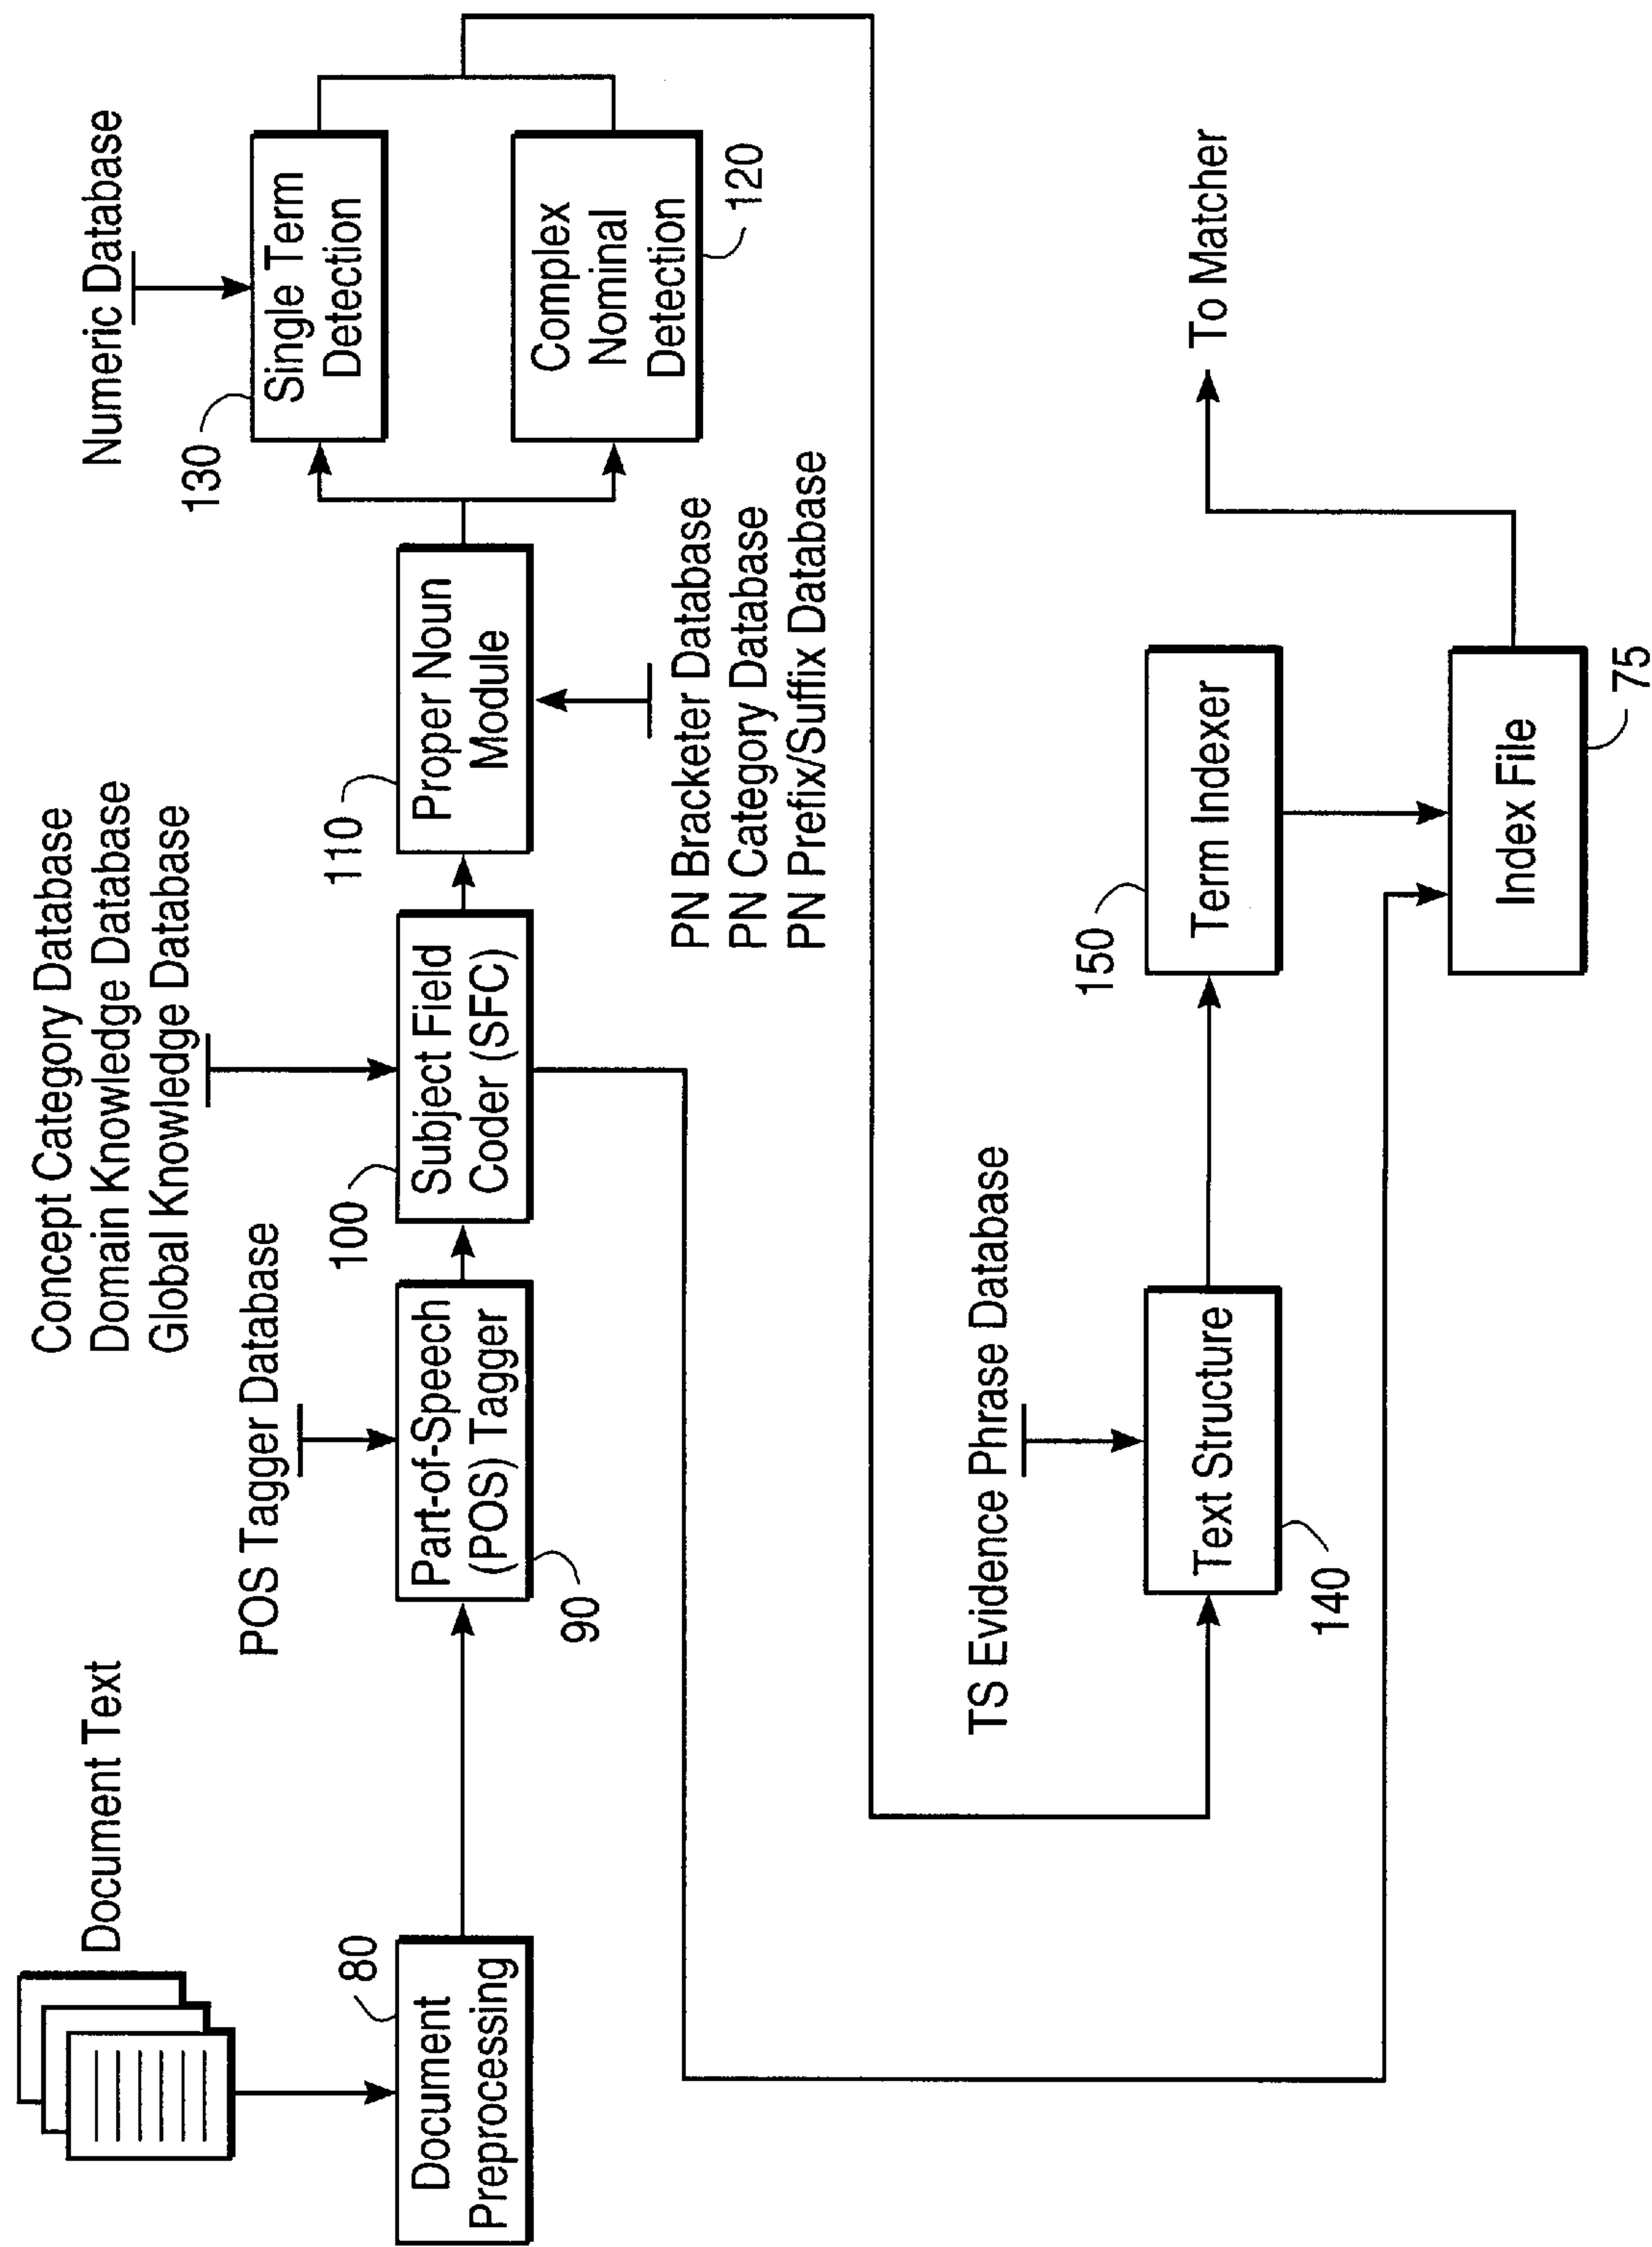 Document Text
80
Document
Preprocessing
POS Tagger Database
Part-of-Speech
(POS) Tagger
90
Concept Category Database
Domain Knowledge Database
Global Knowledge Database
100
Subject Field
Coder (SFC)
110
Proper Noun
Module
PN Bracketer Database
PN Category Database
PN Prefix/Suffix Database
Numeric Database
130
Single Term
Detection
Complex
Nominal
Detection
120
TS Evidence Phrase Database
Text Structure
140
150
Term Indexer
Index File
75
To Matcher